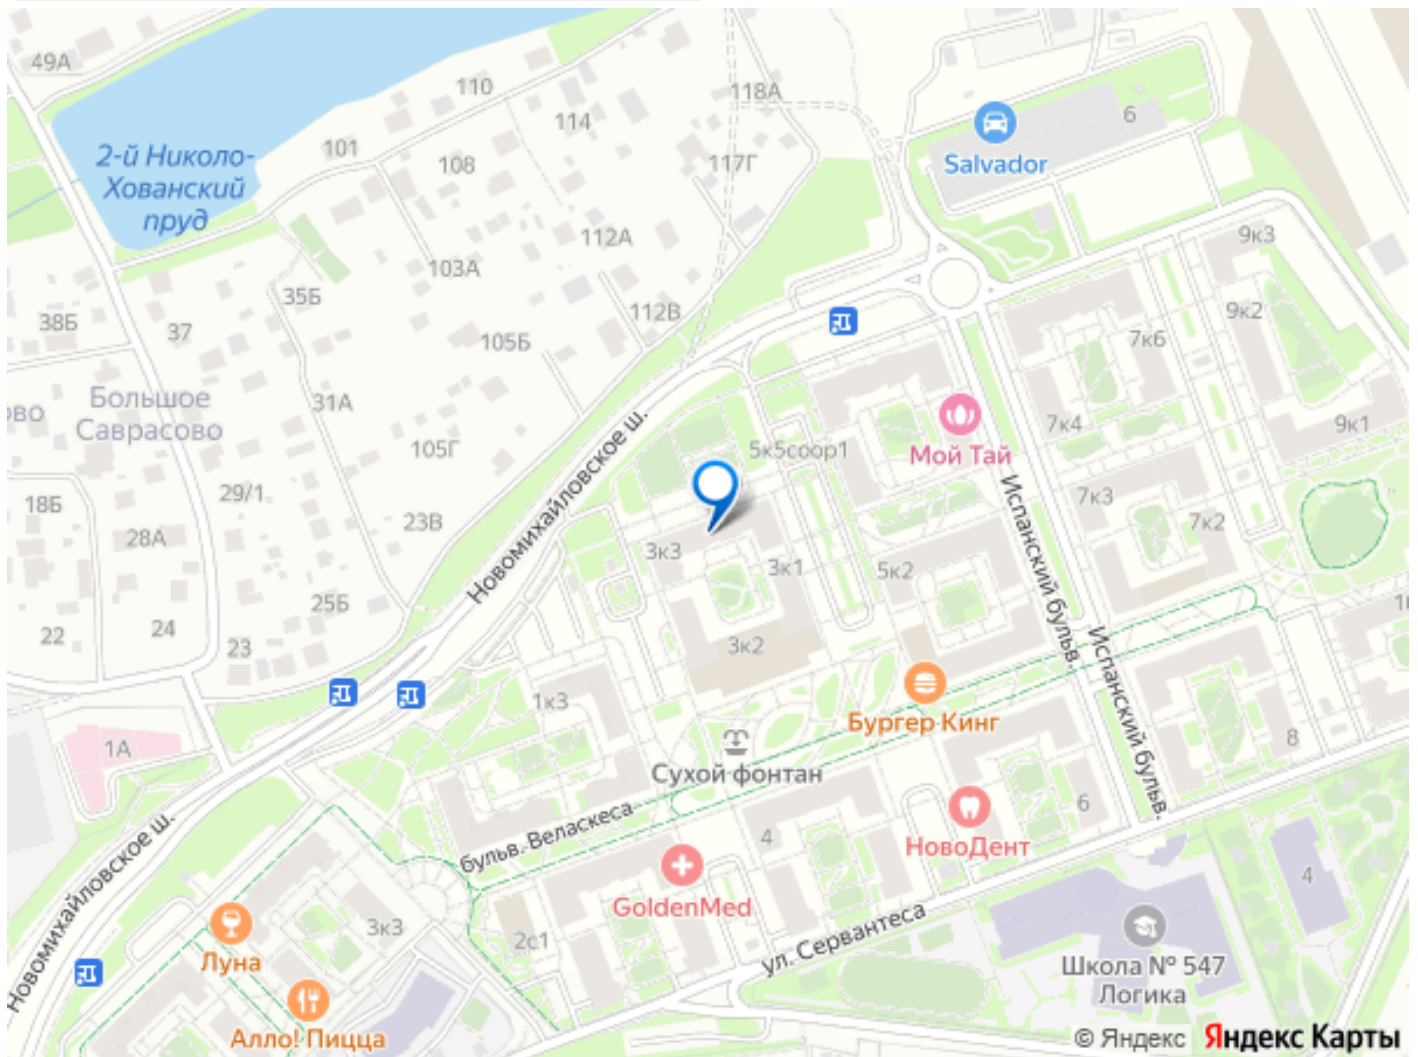 49А
110
118А
114
6
101
2-й Николо-
Хованский
пруд
108
117Г
Salvador
112А
9к3
103А
35Б
38Б
37
112В
9к2
105Б
7к6
Большое
Саврасово
ово
31А
7к4
9к1
105Г
5к5соор1
Мой Тай
18Б
29/1
7к3
28А
23В
7к2
Новомихайловское ш.
Испанский бульв.
3к3
3к1
5к2
25Б
22
24
23
3к2
Испанский бульв.
1к3
Бургер Кинг
1А
8
Сухой фонтан
6
бульв. Веласкеса
4
НовоДент
Новомихайловское ш.
GoldenMed
4
3к3
2с1
ул. Сервантеса
Луна
Школа № 547
Логика
Алло! Пицца
© Яндекс Яндекс Карты